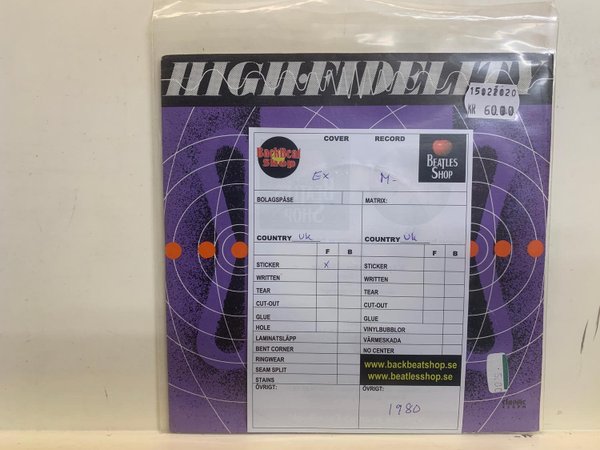 HIGH·FIDELITY
15022020
KR 60.00
BackBeat
Shop
COVER RECORD
BEATLES
SHOP
Ex M-
BOLAGSPÅSE MATRIX:
COUNTRY UK COUNTRY UK
F B F B
STICKER X STICKER
WRITTEN WRITTEN
TEAR TEAR
CUT-OUT CUT-OUT
GLUE GLUE
HOLE VINYLBUBBLOR
LAMINATSLÄPP VÄRMESKADA
BENT CORNER NO CENTER
RINGWEAR
SEAM SPLIT
STAINS
www.backbeatshop.se
www.beatlesshop.se
ÖVRIGT: ÖVRIGT:
1980
classic